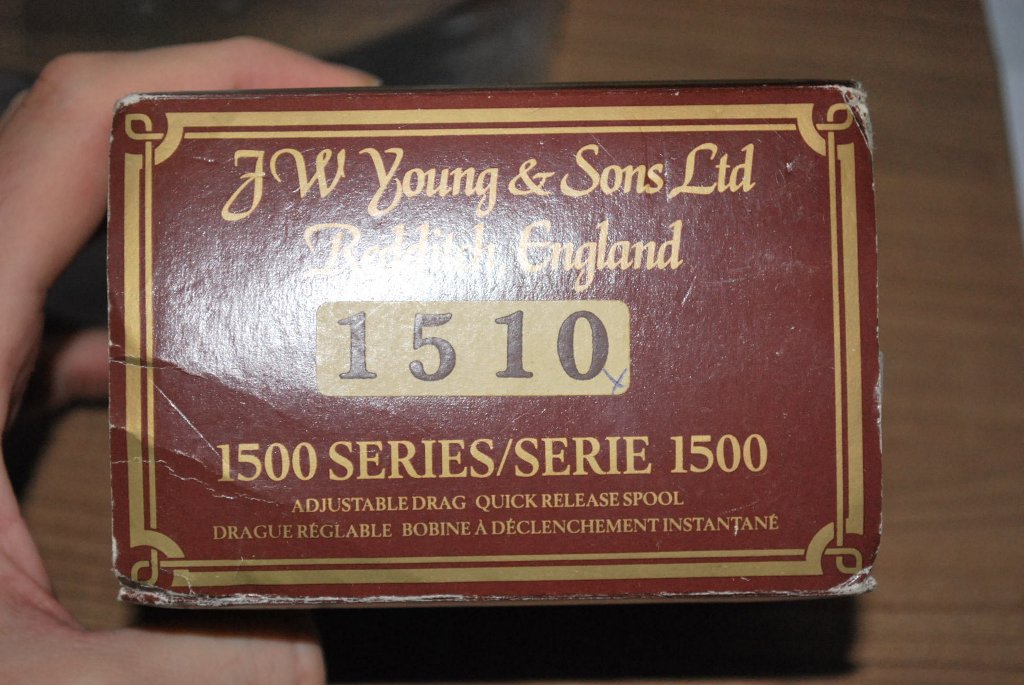 J W Young & Sons Ltd
Redditch England
1510
1500 SERIES/SERIE 1500
ADJUSTABLE DRAG QUICK RELEASE SPOOL
DRAGUE RÉGLABLE BOBINE À DÉCLENCHEMENT INSTANTANÉ